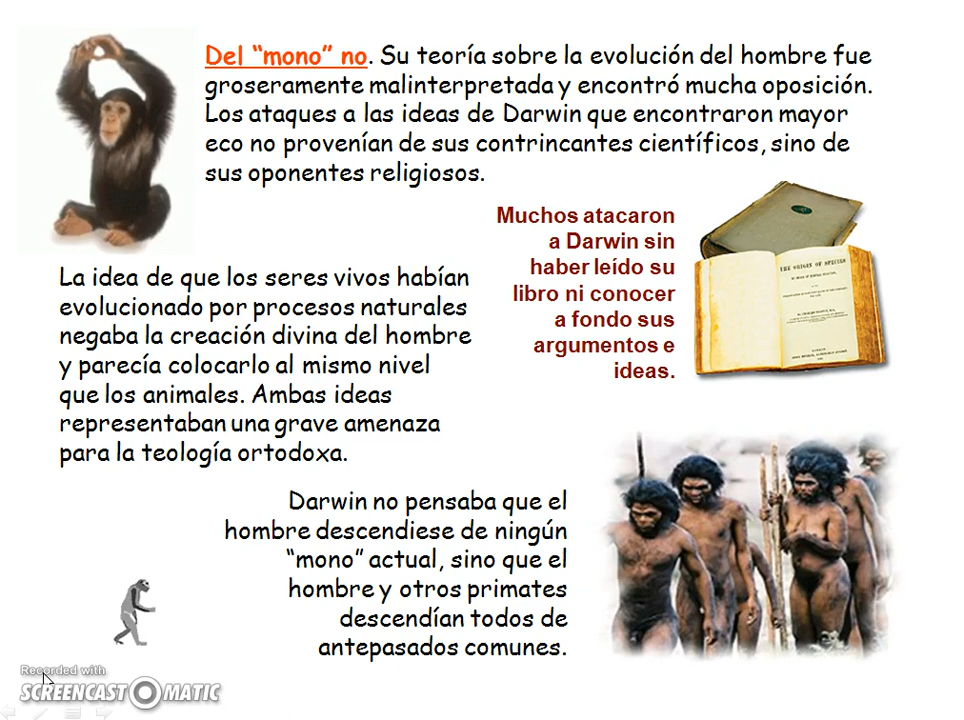 Del “mono” no. Su teoría sobre la evolución del hombre fue
groseramente malinterpretada y encontró mucha oposición.
Los ataques a las ideas de Darwin que encontraron mayor
eco no provenían de sus contrincantes científicos, sino de
sus oponentes religiosos.
Muchos atacaron
a Darwin sin
haber leído su
libro ni conocer
a fondo sus
argumentos e
ideas.
THE ORIGIN OF SPECIES
La idea de que los seres vivos habían
evolucionado por procesos naturales
negaba la creación divina del hombre
y parecía colocarlo al mismo nivel
que los animales. Ambas ideas
representaban una grave amenaza
para la teología ortodoxa.
Darwin no pensaba que el
hombre descendiese de ningún
“mono” actual, sino que el
hombre y otros primates
descendían todos de
antepasados comunes.
Recorded with
SCREENCAST O MATIC